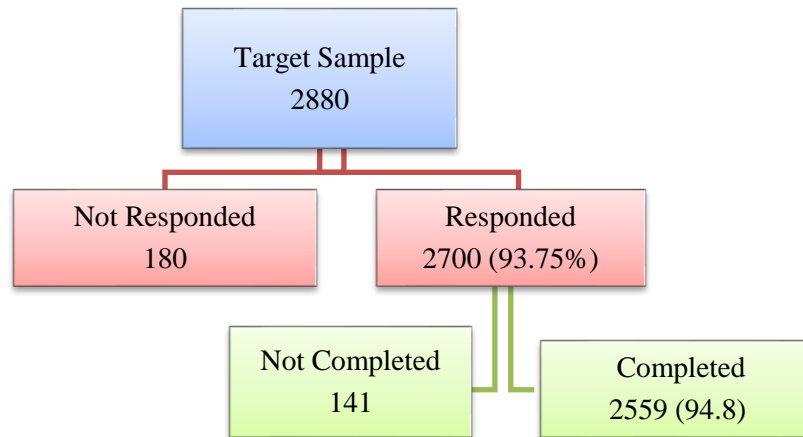 Target Sample
2880
Not Responded
180
Responded
2700 (93.75%)
Not Completed
141
Completed
2559 (94.8)